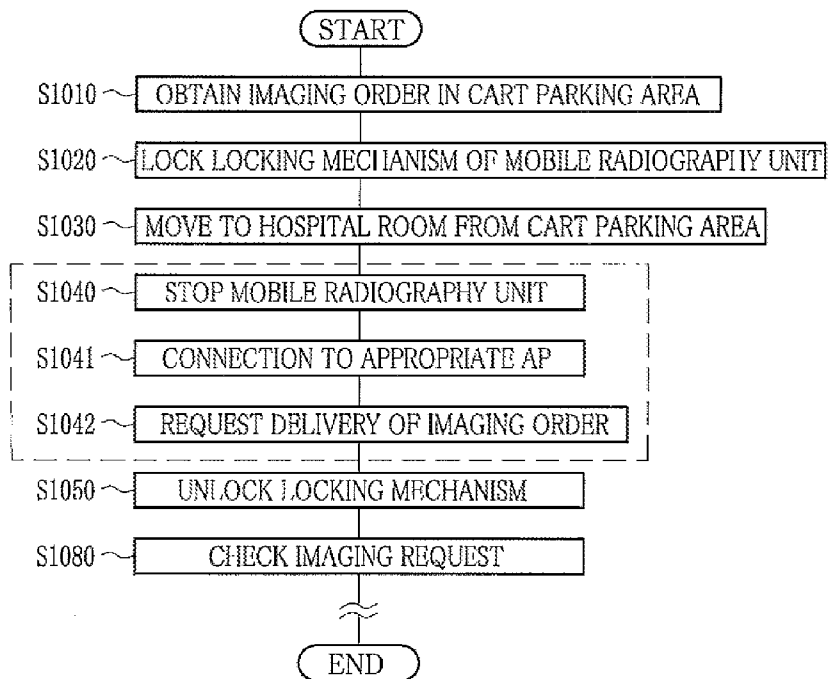 START
S1010 OBTAIN IMAGING ORDER IN CART PARKING AREA
S1020 LOCK LOCKING MECHANISM OF MOBILE RADIOGRAPHY UNIT
S1030 MOVE TO HOSPITAL ROOM FROM CART PARKING AREA
S1040 STOP MOBILE RADIOGRAPHY UNIT
S1041 CONNECTION TO APPROPRIATE AP
S1042 REQUEST DELIVERY OF IMAGING ORDER
S1050 UNLOCK LOCKING MECHANISM
S1080 CHECK IMAGING REQUEST
END